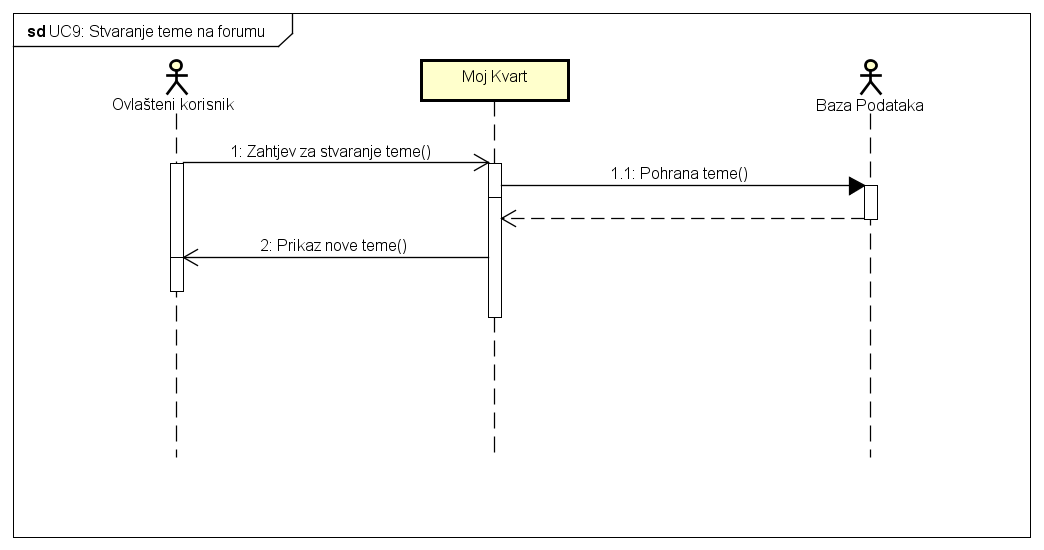 sd UC9: Stvaranje teme na forumu
Ovlašteni korisnik
Moj Kvart
Baza Podataka
1: Zahtjev za stvaranje teme()
1.1: Pohrana teme()
2: Prikaz nove teme()